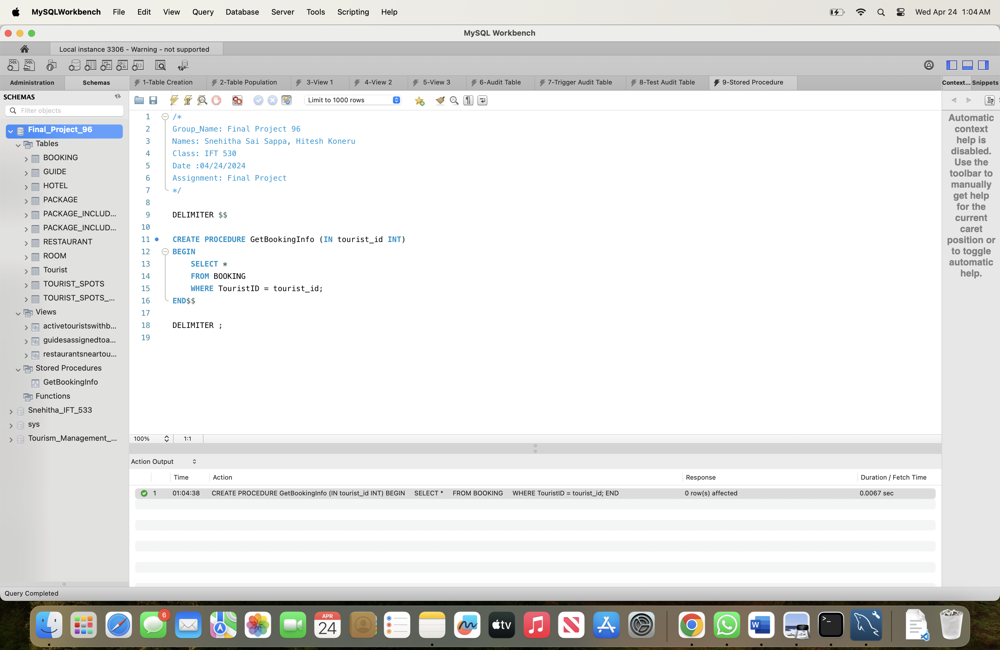 MySQLWorkbench File Edit View Query Database Server Tools Scripting Help Wed Apr 24 1:04 AM
MySQL Workbench
Local instance 3306 - Warning - not supported
Administration Schemas 1-Table Creation 2-Table Population 3-View 1 4-View 2 5-View 3 6-Audit Table 7-Trigger Audit Table 8-Test Audit Table 9-Stored Procedure Context... Snippets
SCHEMAS
Limit to 1000 rows
Filter objects
Final_Project_96
Tables
BOOKING
GUIDE
HOTEL
PACKAGE
PACKAGE_INCLUD...
PACKAGE_INCLUD...
RESTAURANT
ROOM
Tourist
TOURIST_SPOTS
TOURIST_SPOTS_...
Views
activetouristswithb...
guidesassignedtoa...
restaurantsneartou...
Stored Procedures
GetBookingInfo
Functions
Snehitha_IFT_533
sys
Tourism_Management_...
1 /*
2 Group_Name: Final Project 96
3 Names: Snehitha Sai Sappa, Hitesh Koneru
4 Class: IFT 530
5 Date :04/24/2024
6 Assignment: Final Project
7 */
8
9 DELIMITER $$
10
11 CREATE PROCEDURE GetBookingInfo (IN tourist_id INT)
12 BEGIN
13 SELECT *
14 FROM BOOKING
15 WHERE TouristID = tourist_id;
16 END$$
17
18 DELIMITER ;
19
Automatic
context
help is
disabled.
Use the
toolbar to
manually
get help
for the
current
caret
position or
to toggle
automatic
help.
100% 1:1
Action Output
Time Action Response Duration / Fetch Time
1 01:04:38 CREATE PROCEDURE GetBookingInfo (IN tourist_id INT) BEGIN SELECT * FROM BOOKING WHERE TouristID = tourist_id; END 0 row(s) affected 0.0067 sec
Query Completed
6
APR
24
tv
W
>_